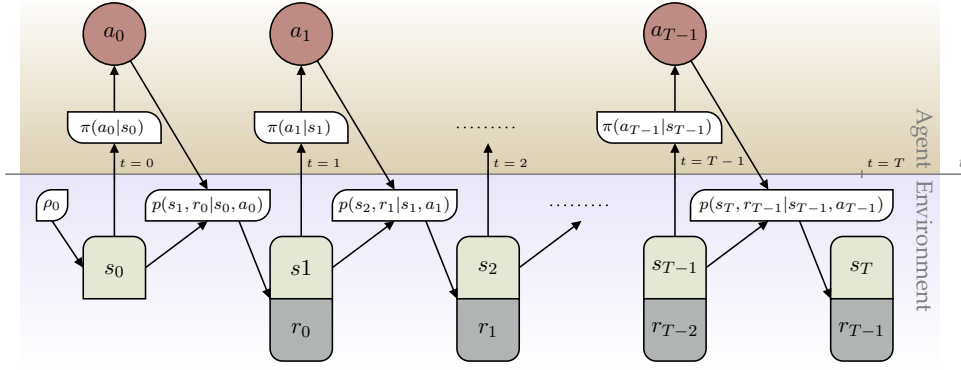 a_0 a_1 a_{T−1}
π(a_0|s_0) π(a_1|s_1) ......... π(a_{T−1}|s_{T−1})
t = 0 t = 1 t = 2 t = T − 1 t = T t
ρ_0 p(s_1, r_0|s_0, a_0) p(s_2, r_1|s_1, a_1) ......... p(s_T, r_{T−1}|s_{T−1}, a_{T−1})
s_0 s1 s_2 s_{T−1} s_T
r_0 r_1 r_{T−2} r_{T−1}
Agent
Environment